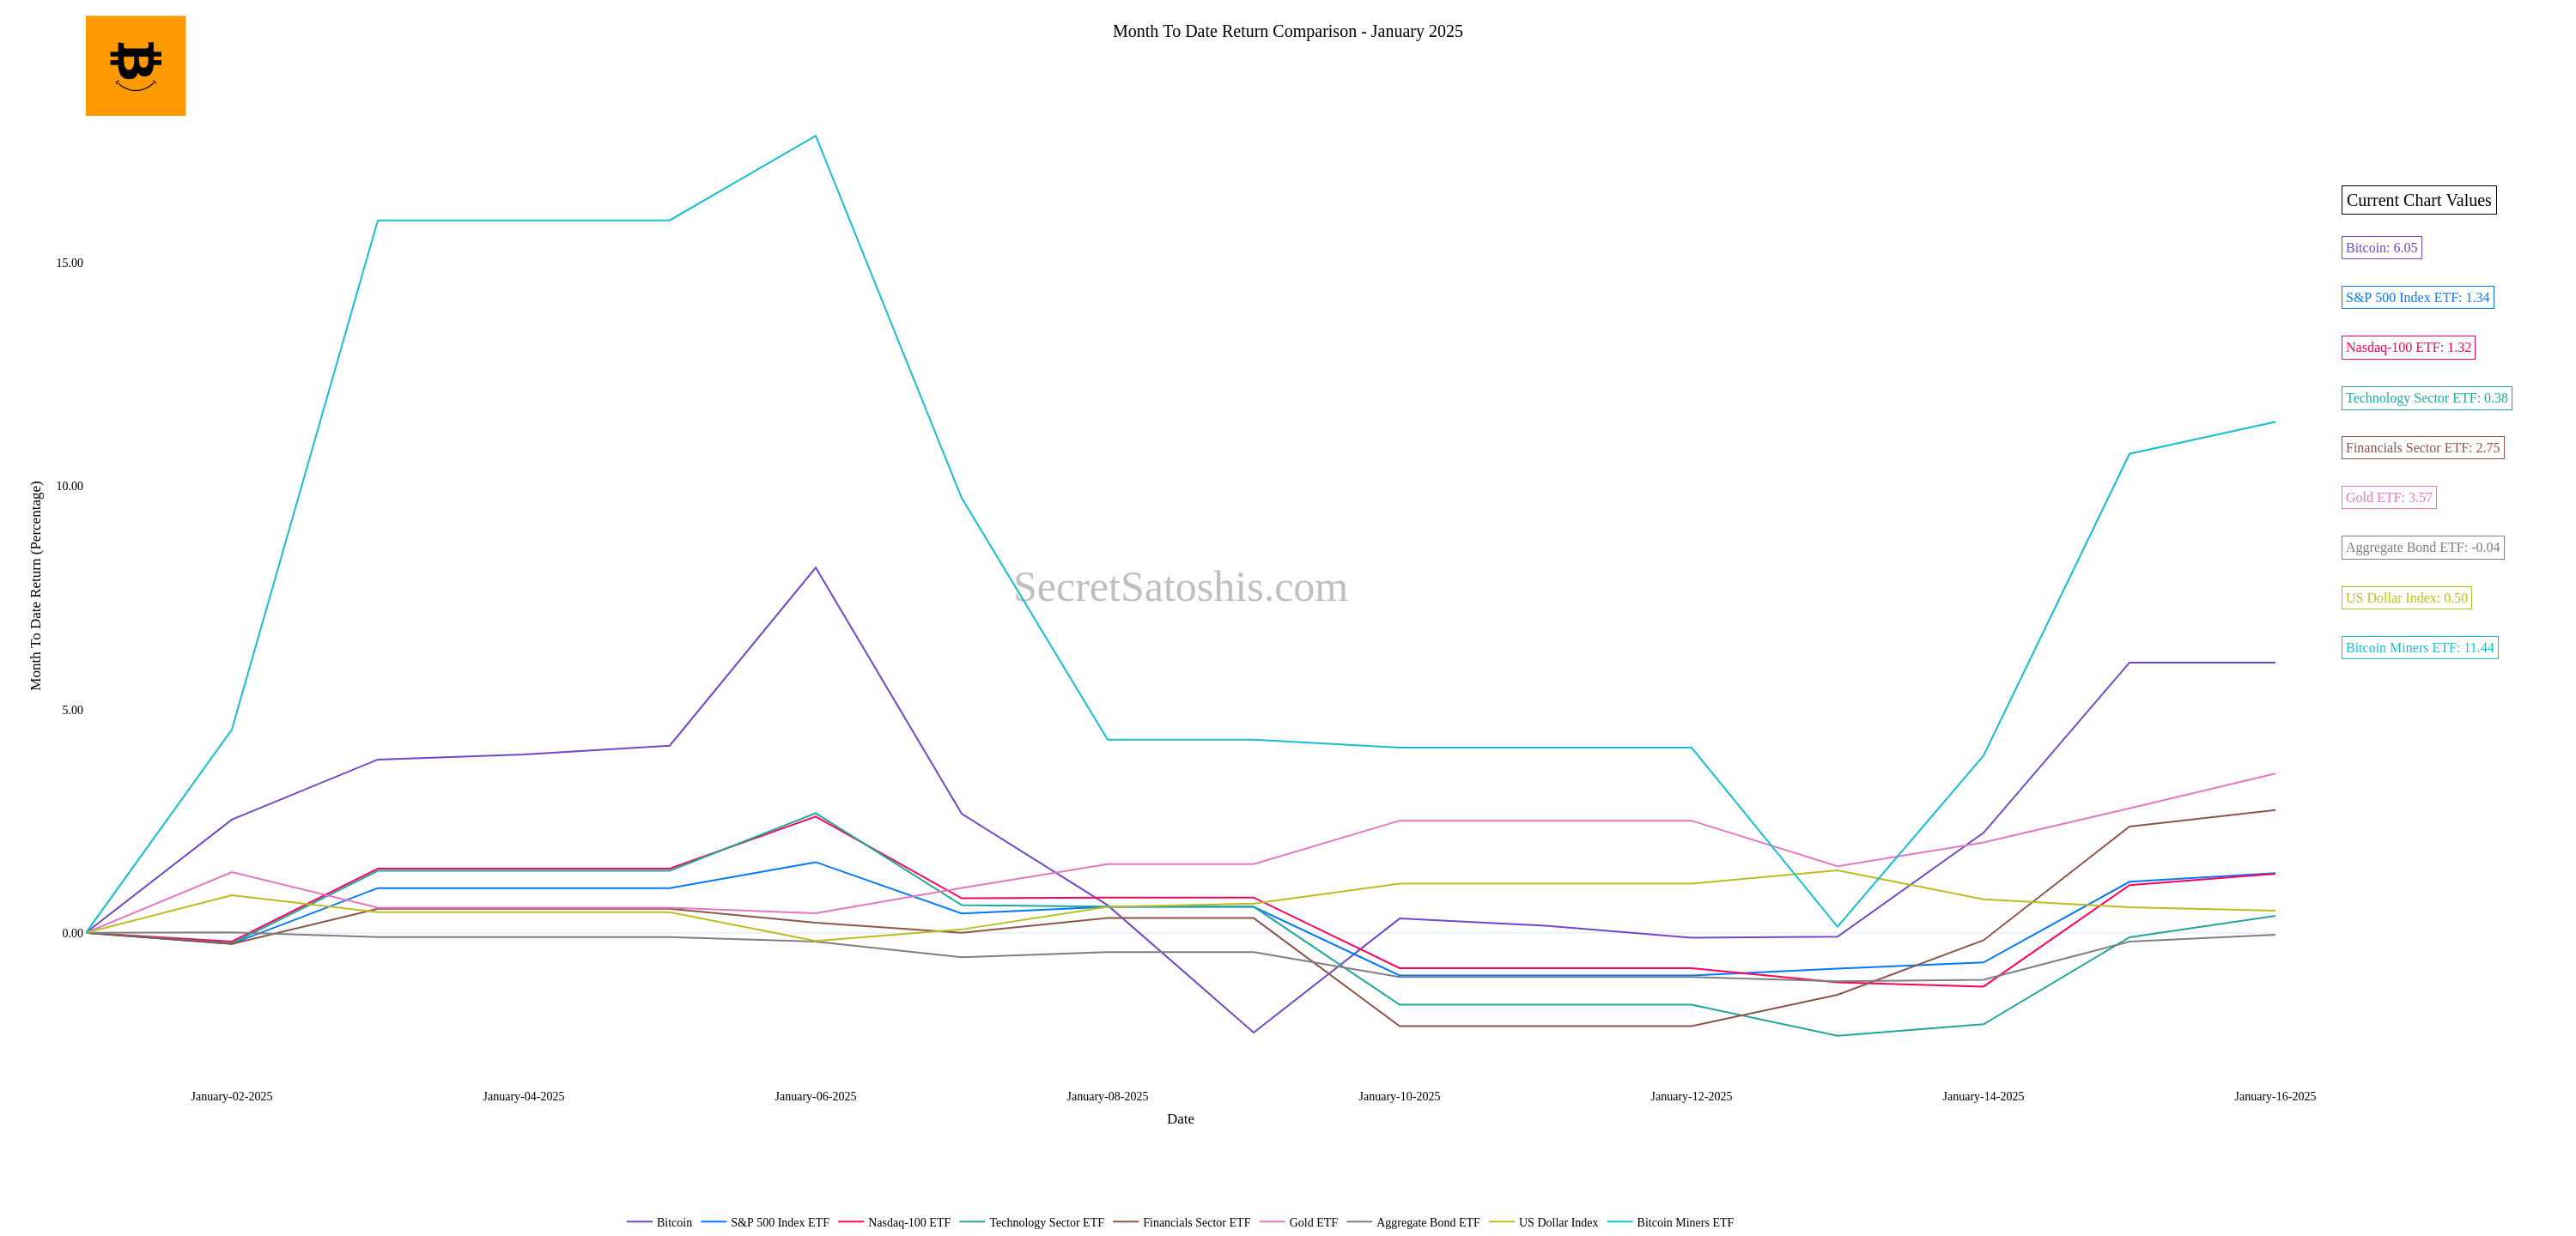 Month To Date Return Comparison - January 2025
Current Chart Values
Bitcoin: 6.05
S&P 500 Index ETF: 1.34
Nasdaq-100 ETF: 1.32
Technology Sector ETF: 0.38
Financials Sector ETF: 2.75
Gold ETF: 3.57
Aggregate Bond ETF: -0.04
US Dollar Index: 0.50
Bitcoin Miners ETF: 11.44
Month To Date Return (Percentage)
15.00
10.00
5.00
0.00
SecretSatoshis.com
January-02-2025 January-04-2025 January-06-2025 January-08-2025 January-10-2025 January-12-2025 January-14-2025 January-16-2025
Date
Bitcoin S&P 500 Index ETF Nasdaq-100 ETF Technology Sector ETF Financials Sector ETF Gold ETF Aggregate Bond ETF US Dollar Index Bitcoin Miners ETF